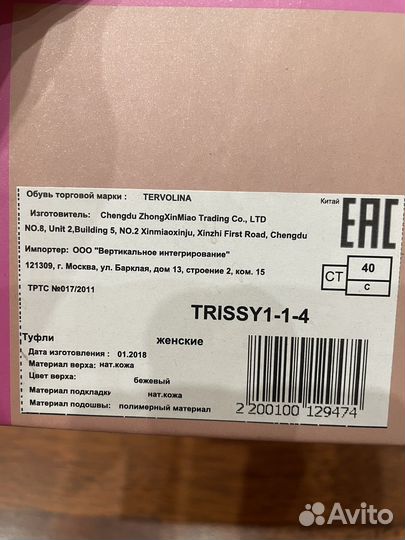 Обувь торговой марки : TERVOLINA
Изготовитель: Chengdu ZhongXinMiao Trading Co., LTD
Китай
NO.8, Unit 2,Building 5, NO.2 Xinmiaoxinju, Xinzhi First Road, Chengdu
EAC
Импортер: ООО "Вертикальное интегрирование"
121309, г. Москва, ул. Барклая, дом 13, строение 2, ком. 15
СТ 40
С
ТРТС №017/2011
TRISSY1-1-4
Туфли женские
Дата изготовления : 01.2018
Материал верха: нат.кожа
Цвет верха: бежевый
Материал подкладки нат.кожа
Материал подошвы: полимерный материал
2 200100 129474
Avito